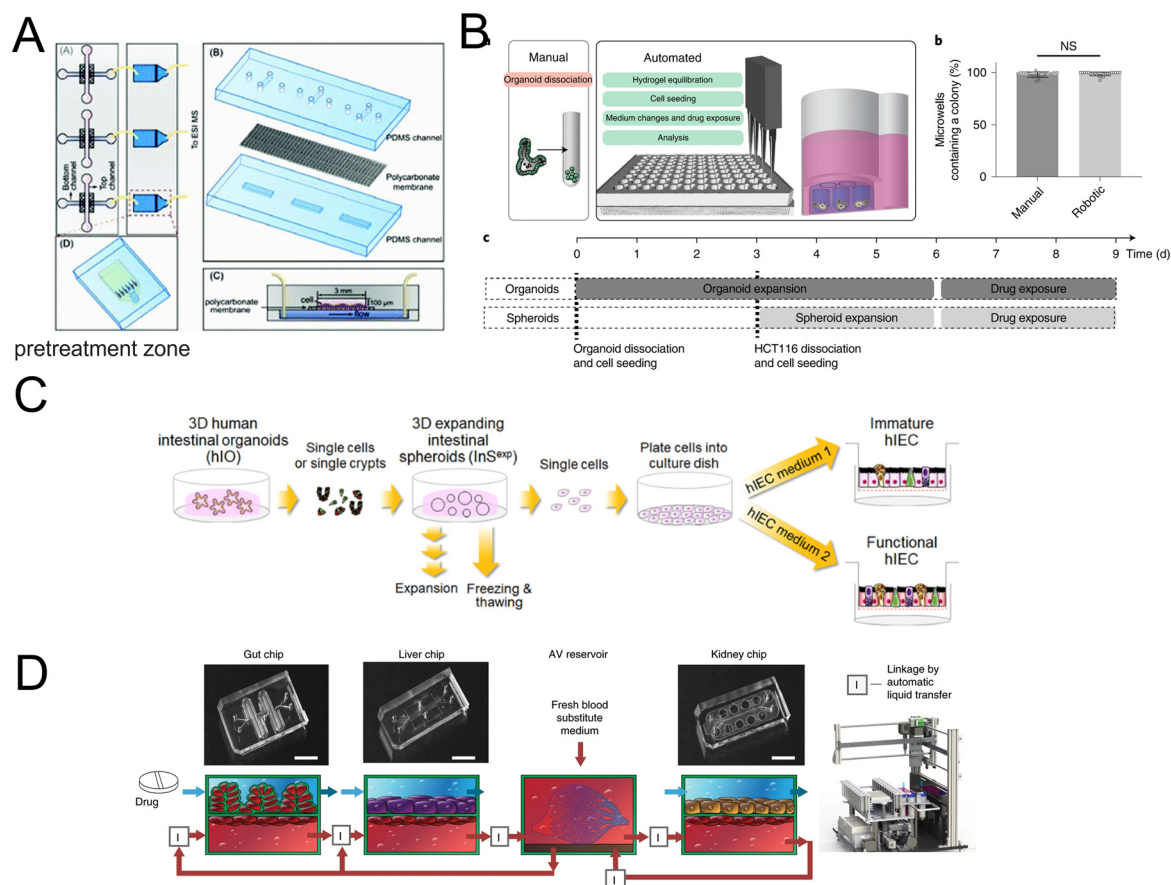 A
(A)
Bottom channel
Top channel
To ESI MS
(B)
PDMS channel
Polycarbonate
membrane
PDMS channel
(C)
3 mm
cell
100 μm
polycarbonate
membrane
flow
(D)
pretreatment zone
B
a
Manual
Organoid dissociation
Automated
Hydrogel equilibration
Cell seeding
Medium changes and drug exposure
Analysis
b
NS
Microwells
containing a colony (%)
100
50
0
Manual
Robotic
c
0 1 2 3 4 5 6 7 8 9 Time (d)
Organoids
Organoid expansion
Drug exposure
Spheroids
Spheroid expansion
Drug exposure
Organoid dissociation
and cell seeding
HCT116 dissociation
and cell seeding
C
3D human
intestinal organoids
(hIO)
Single cells
or single crypts
3D expanding
intestinal
spheroids (InSexp)
Single cells
Plate cells into
culture dish
hIEC medium 1
hIEC medium 2
Immature
hIEC
Functional
hIEC
Expansion
Freezing &
thawing
D
Gut chip
Liver chip
AV reservoir
Kidney chip
Fresh blood
substitute
medium
I
Linkage by
automatic
liquid transfer
Drug
I
I
I
I
I